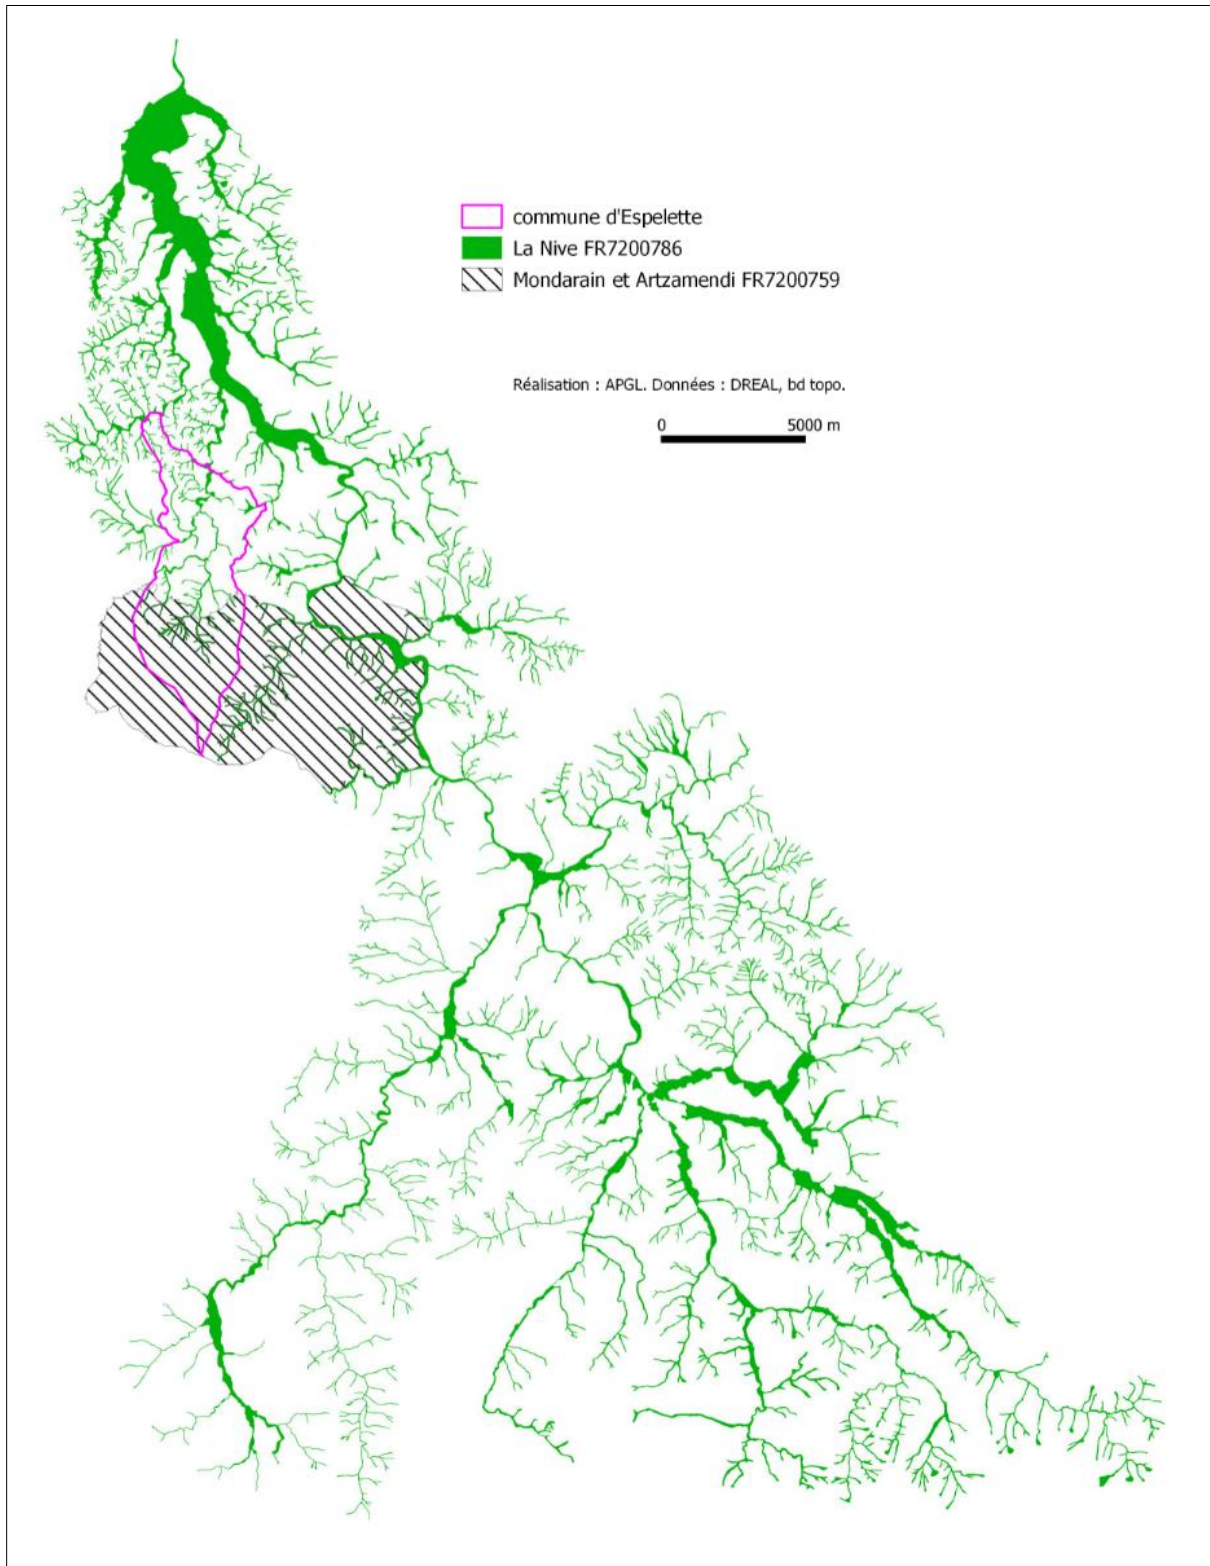 commune d'Espelette
La Nive FR7200786
Mondarain et Artzamendi FR7200759
Réalisation : APGL. Données : DREAL, bd topo.
0 5000 m